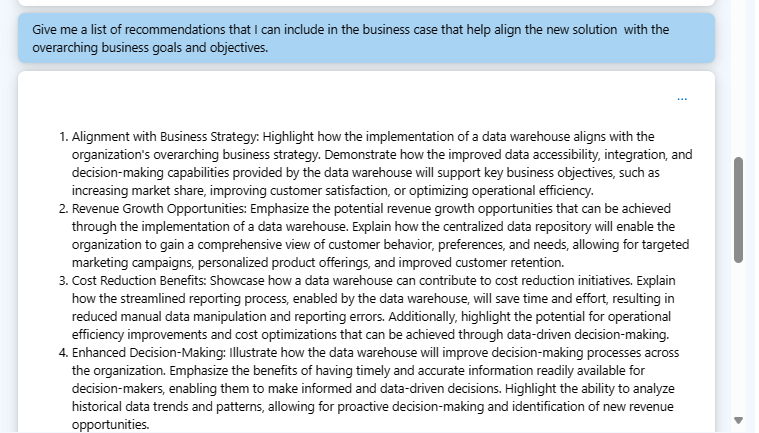 Give me a list of recommendations that I can include in the business case that help align the new solution with the
overarching business goals and objectives.
...
1. Alignment with Business Strategy: Highlight how the implementation of a data warehouse aligns with the
organization's overarching business strategy. Demonstrate how the improved data accessibility, integration, and
decision-making capabilities provided by the data warehouse will support key business objectives, such as
increasing market share, improving customer satisfaction, or optimizing operational efficiency.
2. Revenue Growth Opportunities: Emphasize the potential revenue growth opportunities that can be achieved
through the implementation of a data warehouse. Explain how the centralized data repository will enable the
organization to gain a comprehensive view of customer behavior, preferences, and needs, allowing for targeted
marketing campaigns, personalized product offerings, and improved customer retention.
3. Cost Reduction Benefits: Showcase how a data warehouse can contribute to cost reduction initiatives. Explain
how the streamlined reporting process, enabled by the data warehouse, will save time and effort, resulting in
reduced manual data manipulation and reporting errors. Additionally, highlight the potential for operational
efficiency improvements and cost optimizations that can be achieved through data-driven decision-making.
4. Enhanced Decision-Making: Illustrate how the data warehouse will improve decision-making processes across
the organization. Emphasize the benefits of having timely and accurate information readily available for
decision-makers, enabling them to make informed and data-driven decisions. Highlight the ability to analyze
historical data trends and patterns, allowing for proactive decision-making and identification of new revenue
opportunities.